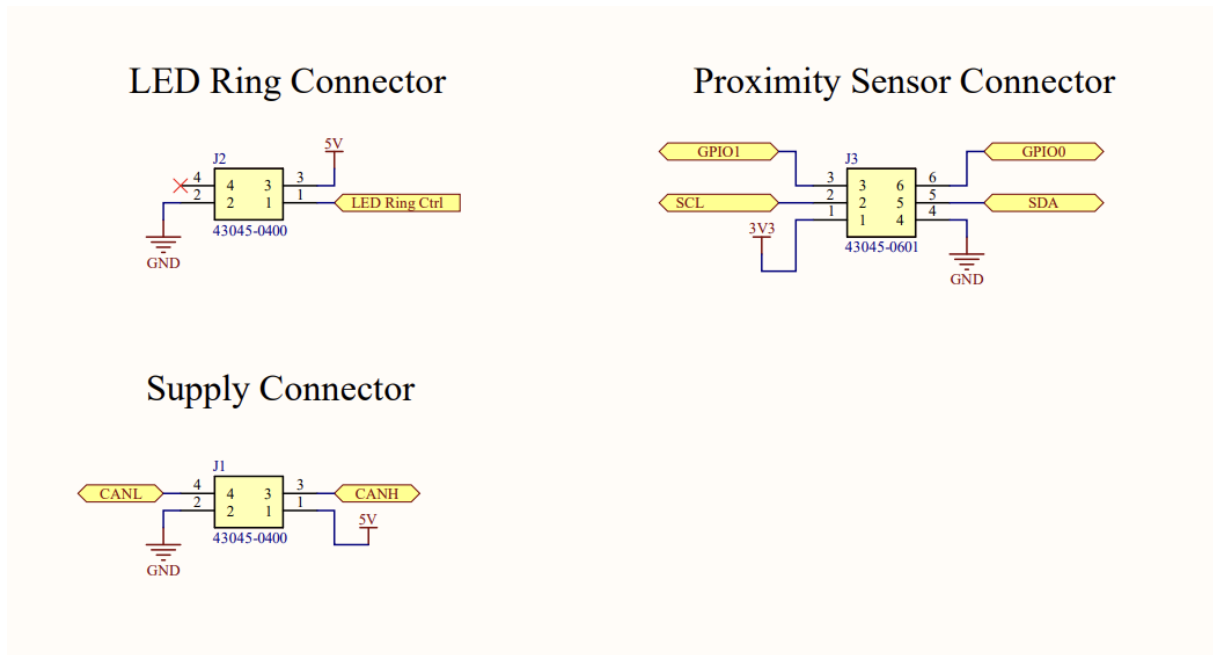 LED Ring Connector
J2
5V
4 4 3 3
2 2 1 1
LED Ring Ctrl
43045-0400
GND
Proximity Sensor Connector
GPIO1
J3
GPIO0
3 3 6 6
SCL
2 2 5 5
SDA
1 1 4 4
3V3
43045-0601
GND
Supply Connector
J1
CANL
4 4 3 3
CANH
2 2 1 1
5V
43045-0400
GND